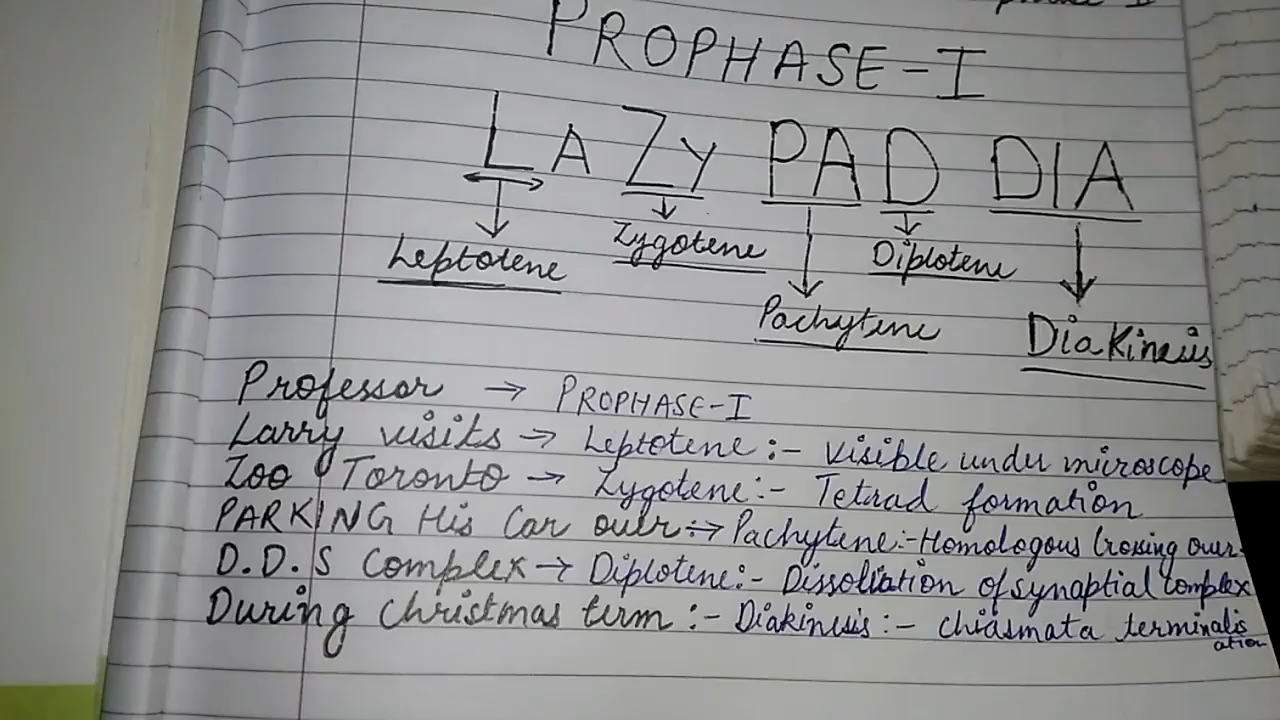 PROPHASE-I
LAZY PAD DIA
Leptotene Zygotene Pachytene Diplotene Diakinesis
Professor → PROPHASE-I
Larry visits → Leptotene:- visible under microscope
Zoo Toronto → Zygotene:- Tetrad formation
PARKING His Car over:→ Pachytene:-Homologous Crossing over.
D.D.S Complex → Diplotene:- Dissoliation of synaptial complex
During christmas term :- Diakinesis :- chiasmata terminalisation